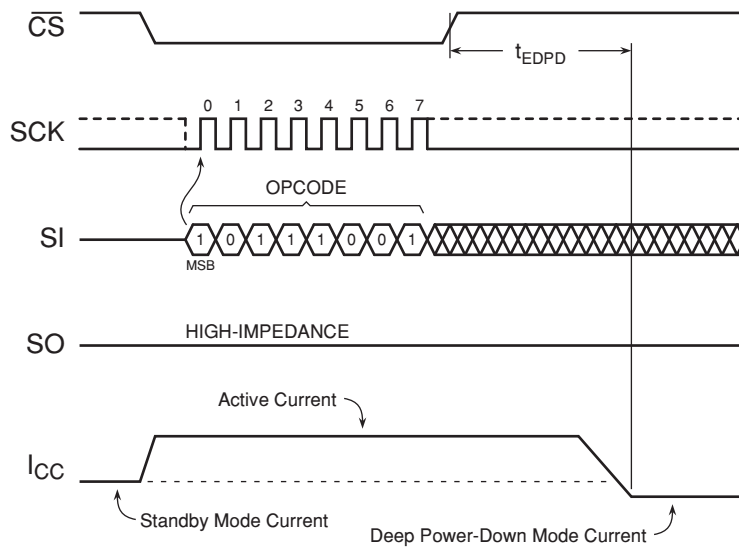 CS
tEDPD
0 1 2 3 4 5 6 7
SCK
OPCODE
SI
1 0 1 1 1 0 0 1
MSB
HIGH-IMPEDANCE
SO
Active Current
ICC
Standby Mode Current
Deep Power-Down Mode Current